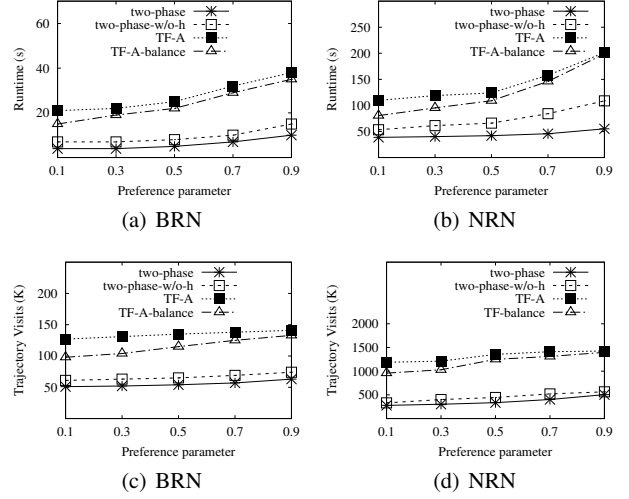 two-phase
two-phase-w/o-h
TF-A
TF-A-balance
Runtime (s)
60
40
20
0.1 0.3 0.5 0.7 0.9
Preference parameter
(a) BRN
two-phase
two-phase-w/o-h
TF-A
TF-A-balance
Runtime (s)
250
200
150
100
50
0.1 0.3 0.5 0.7 0.9
Preference parameter
(b) NRN
two-phase
two-phase-w/o-h
TF-A
TF-A-balance
Trajectory Visits (K)
200
150
100
50
0.1 0.3 0.5 0.7 0.9
Preference parameter
(c) BRN
two-phase
two-phase-w/o-h
TF-A
TF-A-balance
Trajectory Visits (K)
2000
1500
1000
500
0.1 0.3 0.5 0.7 0.9
Preference parameter
(d) NRN